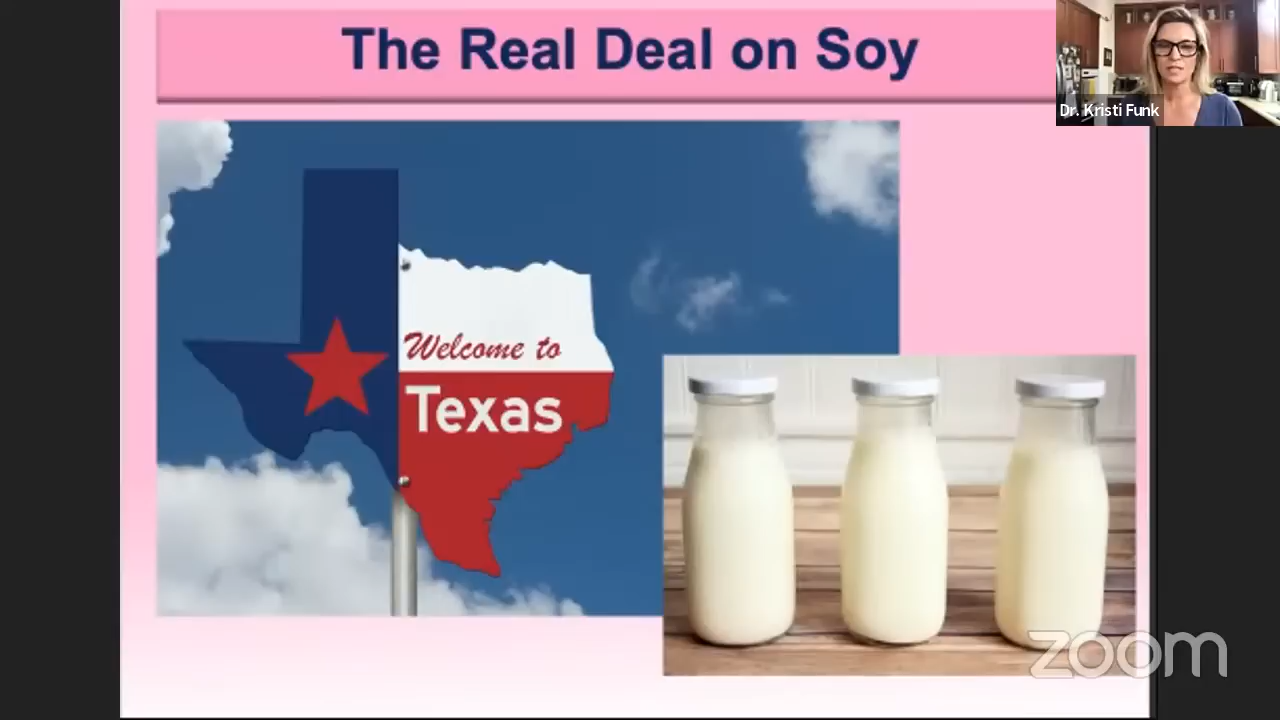 The Real Deal on Soy
Dr. Kristi Funk
Welcome to
Texas
zoom